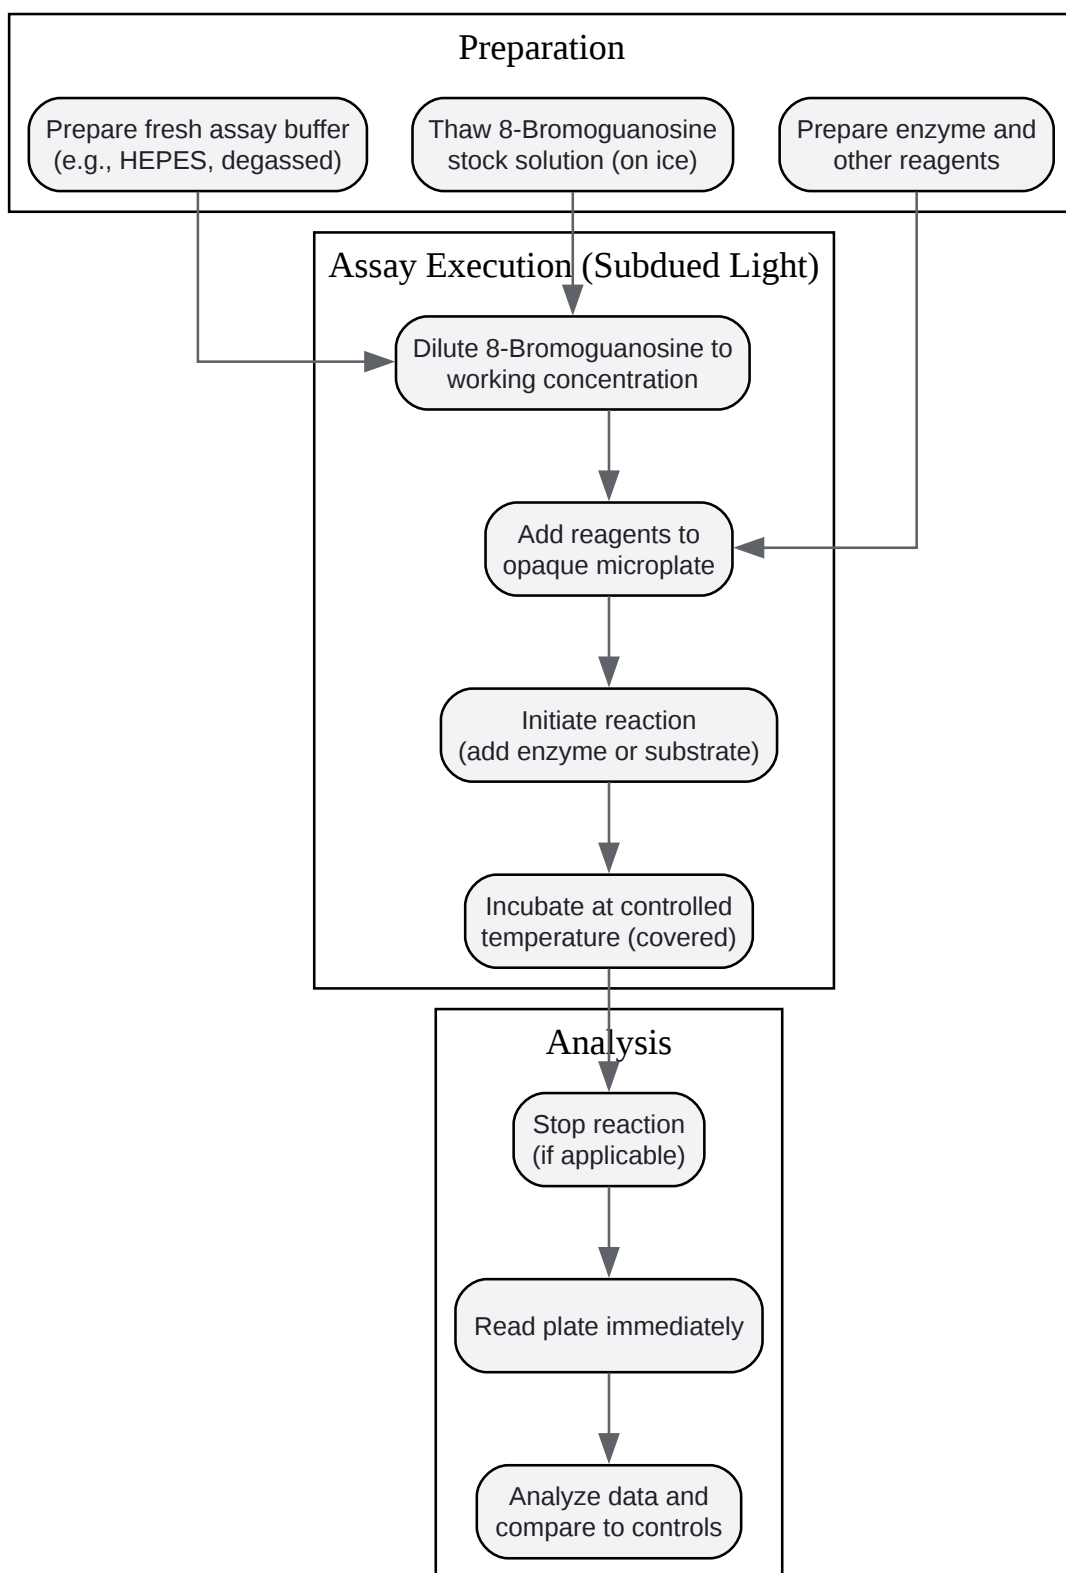 Preparation
Prepare fresh assay buffer
(e.g., HEPES, degassed)
Thaw 8-Bromoguanosine
stock solution (on ice)
Prepare enzyme and
other reagents
Assay Execution (Subdued Light)
Dilute 8-Bromoguanosine to
working concentration
Add reagents to
opaque microplate
Initiate reaction
(add enzyme or substrate)
Incubate at controlled
temperature (covered)
Analysis
Stop reaction
(if applicable)
Read plate immediately
Analyze data and
compare to controls